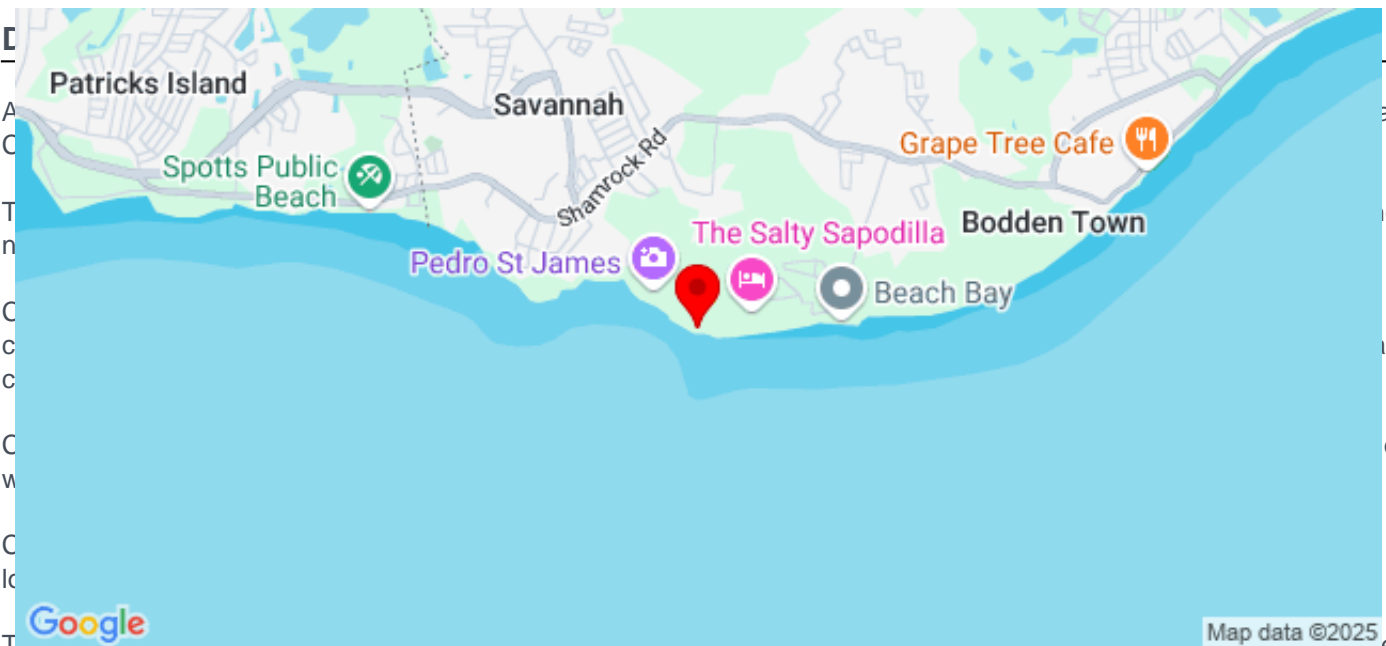 Patricks Island
Savannah
Grape Tree Cafe
Spotts Public
Beach
Shamrock Rd
Bodden Town
The Salty Sapodilla
Pedro St James
Beach Bay
Google
Map data ©2025